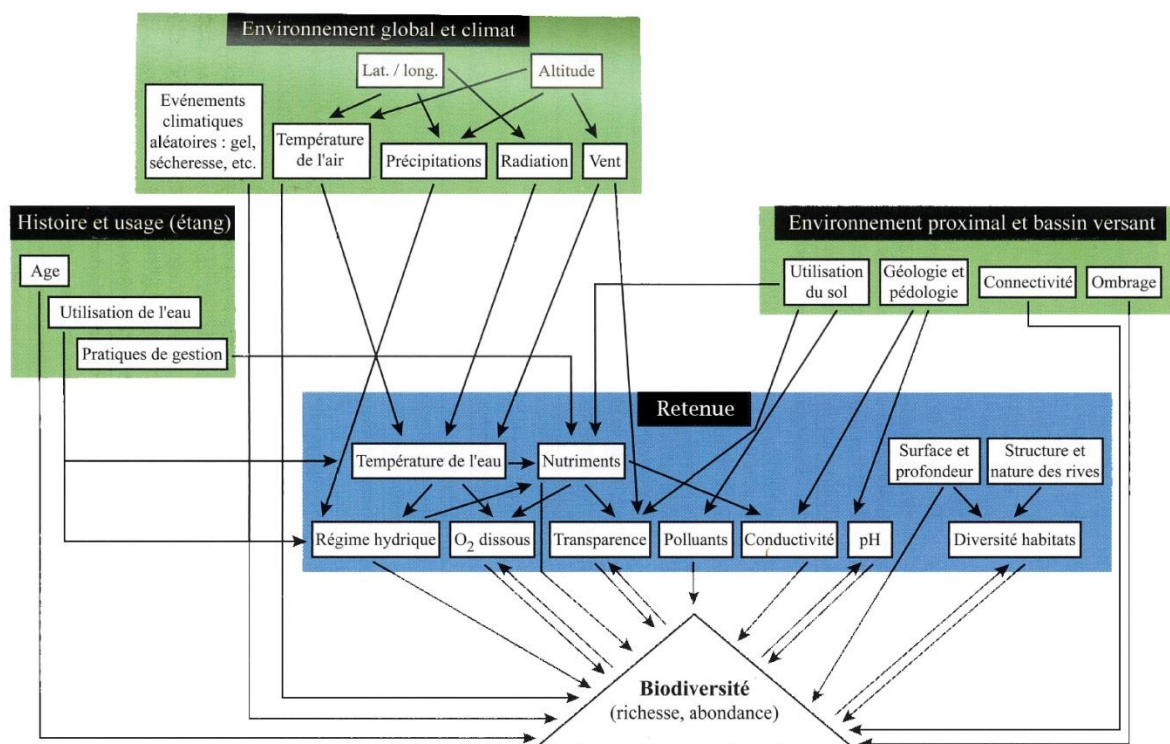 Environnement global et climat
Lat. / long.
Altitude
Evénements
climatiques
aléatoires : gel,
sécheresse, etc.
Température
de l'air
Précipitations
Radiation
Vent
Histoire et usage (étang)
Age
Utilisation de l'eau
Pratiques de gestion
Environnement proximal et bassin versant
Utilisation
du sol
Géologie et
pédologie
Connectivité
Ombrage
Retenue
Température de l'eau
Nutriments
Surface et
profondeur
Structure et
nature des rives
Régime hydrique
O2 dissous
Transparence
Polluants
Conductivité
pH
Diversité habitats
Biodiversité
(richesse, abondance)